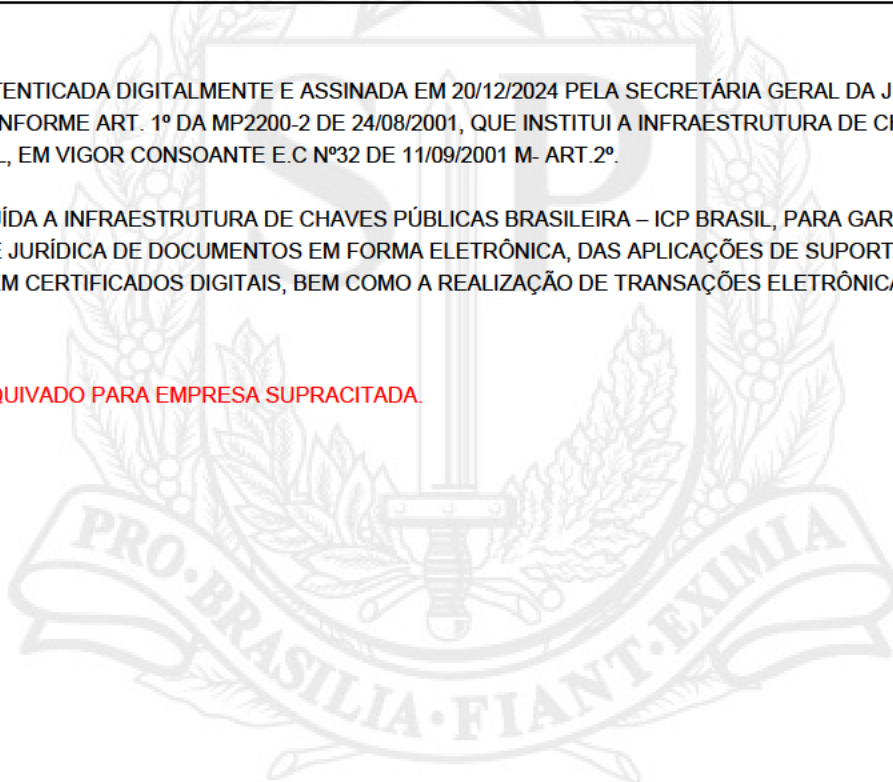 TENTICADA DIGITALMENTE E ASSINADA EM 20/12/2024 PELA SECRETÁRIA GERAL DA J
NFORME ART. 1º DA MP2200-2 DE 24/08/2001, QUE INSTITUI A INFRAESTRUTURA DE
L, EM VIGOR CONSOANTE E.C Nº32 DE 11/09/2001 M- ART.2º.
ÍDA A INFRAESTRUTURA DE CHAVES PÚBLICAS BRASILEIRA – ICP BRASIL, PARA GAR
E JURÍDICA DE DOCUMENTOS EM FORMA ELETRÔNICA, DAS APLICAÇÕES DE SUPORT
EM CERTIFICADOS DIGITAIS, BEM COMO A REALIZAÇÃO DE TRANSAÇÕES ELETRÔNICA
QUIVADO PARA EMPRESA SUPRACITADA.
SP
PRO·BRASILIA·FIANT·EXIMIA